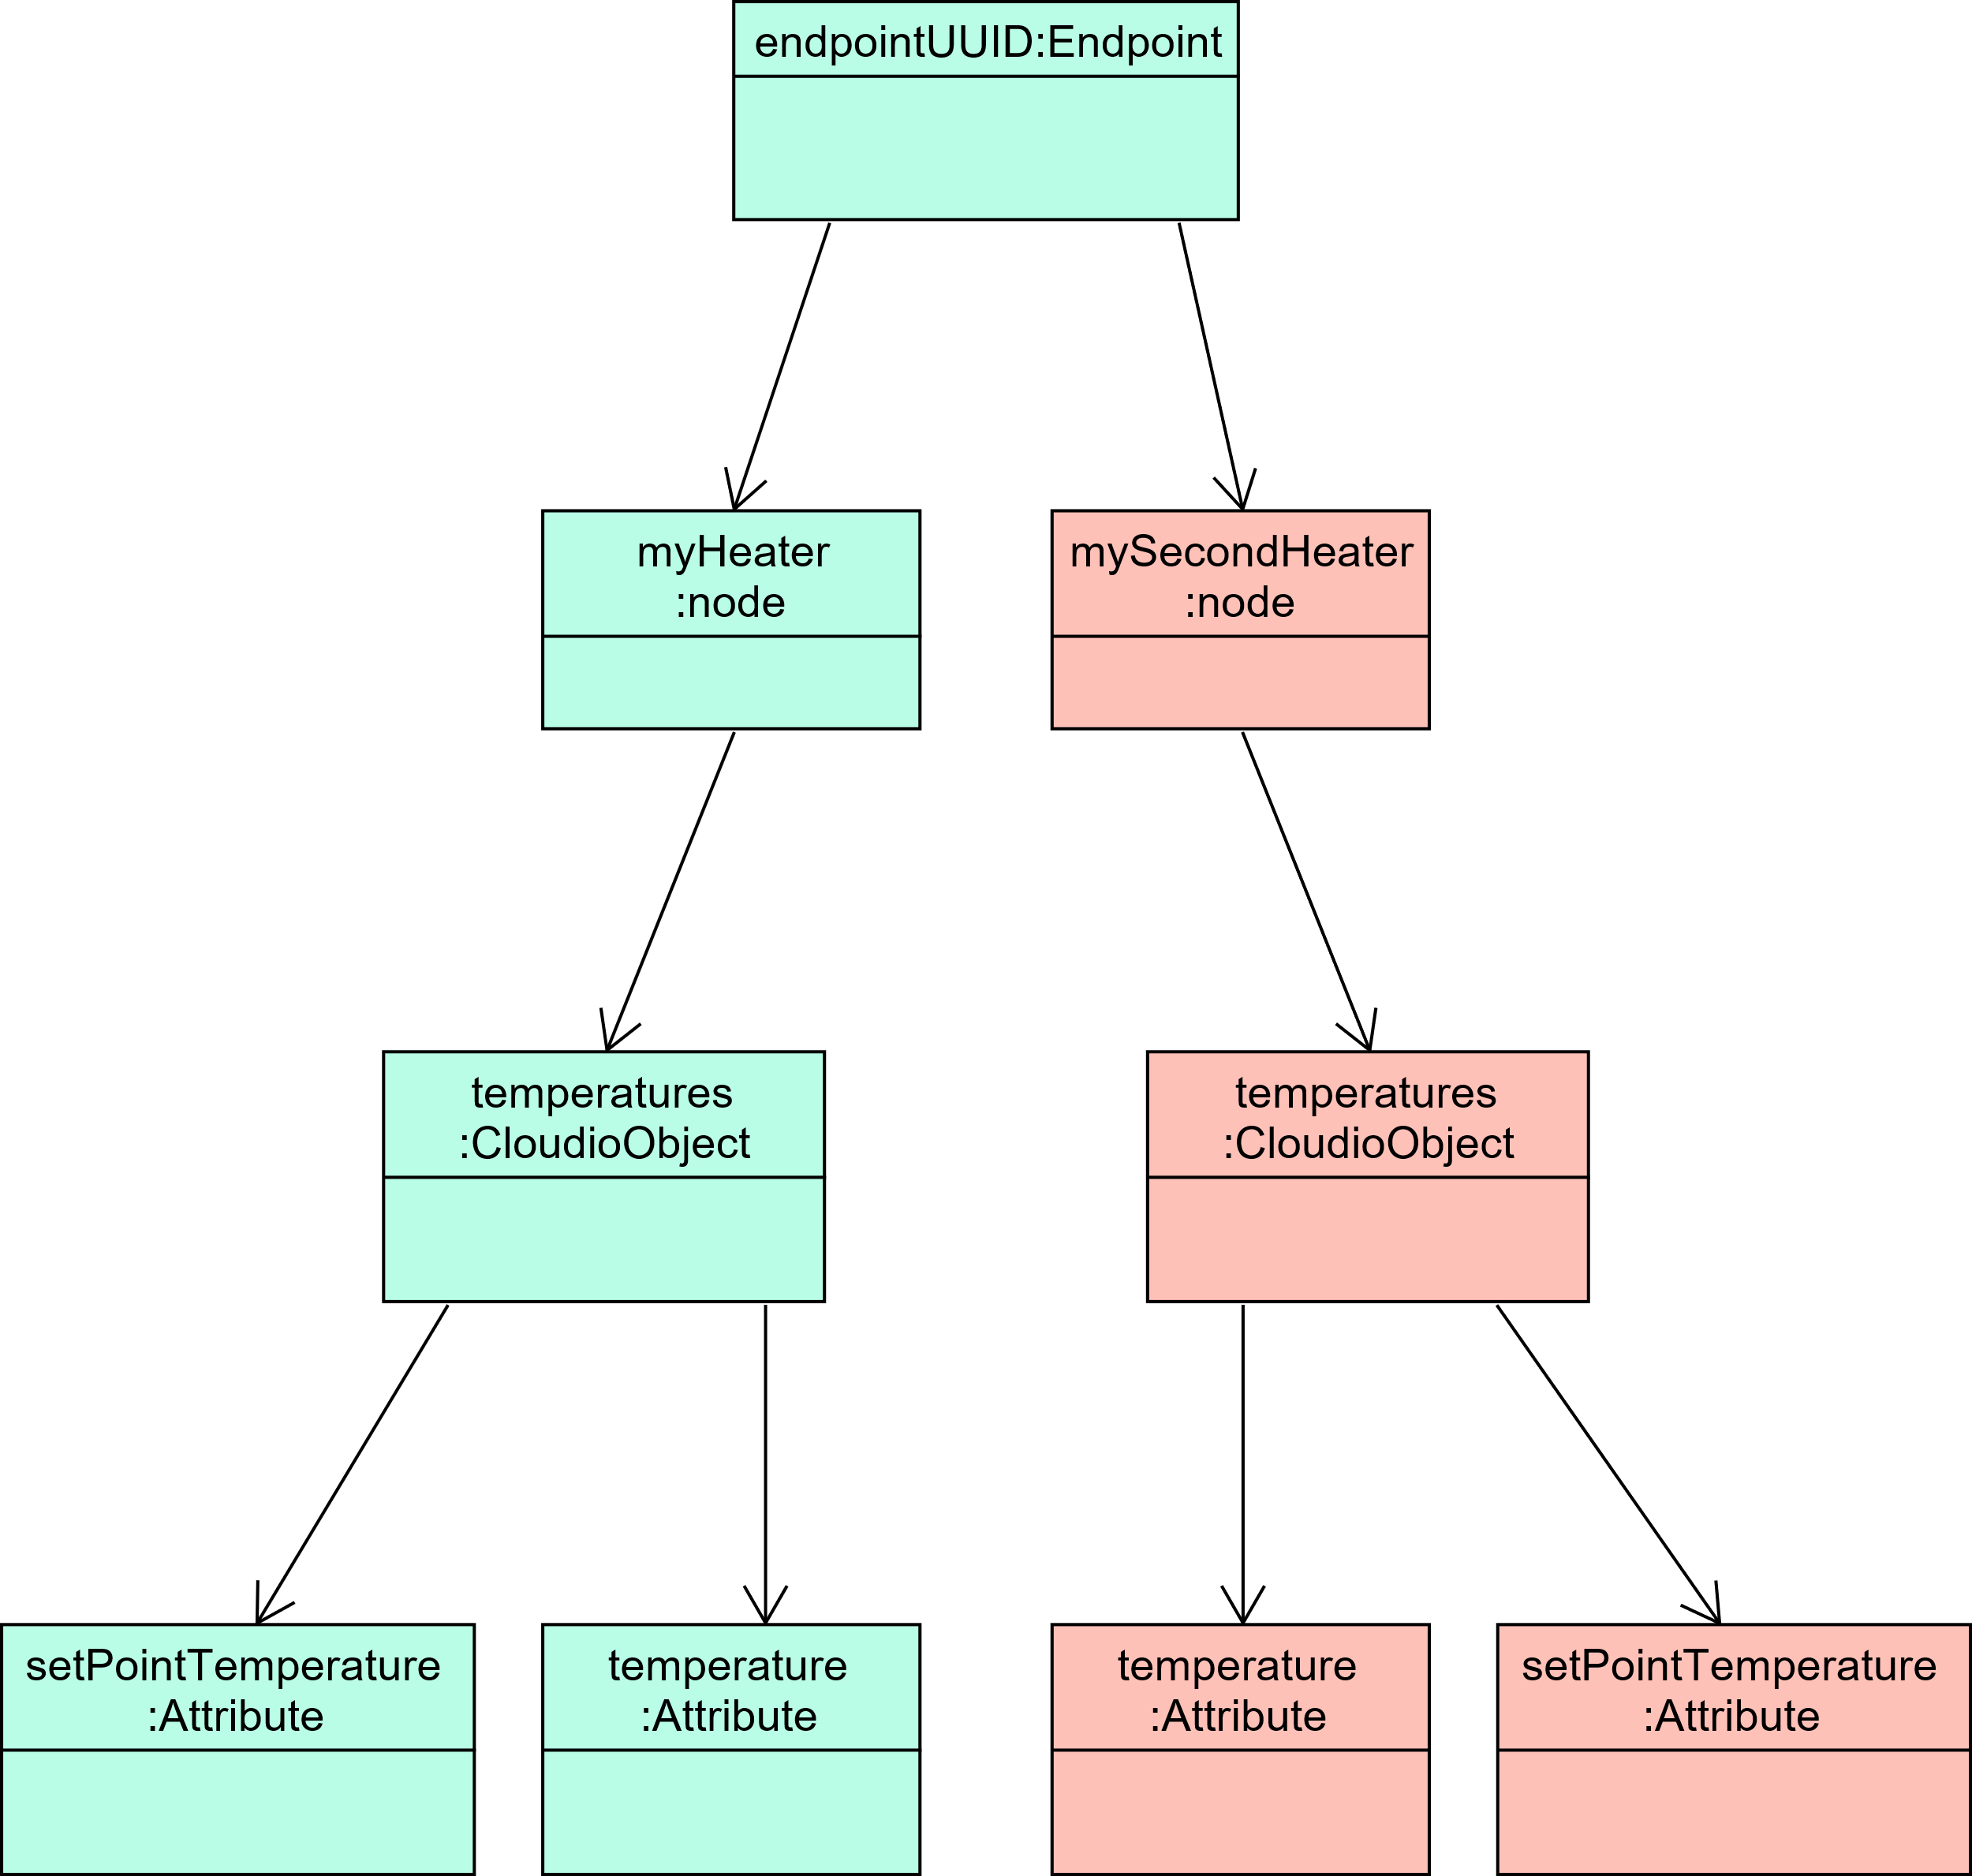 endpointUUID:Endpoint
myHeater
:node
mySecondHeater
:node
temperatures
:CloudioObject
temperatures
:CloudioObject
setPointTemperature
:Attribute
temperature
:Attribute
temperature
:Attribute
setPointTemperature
:Attribute